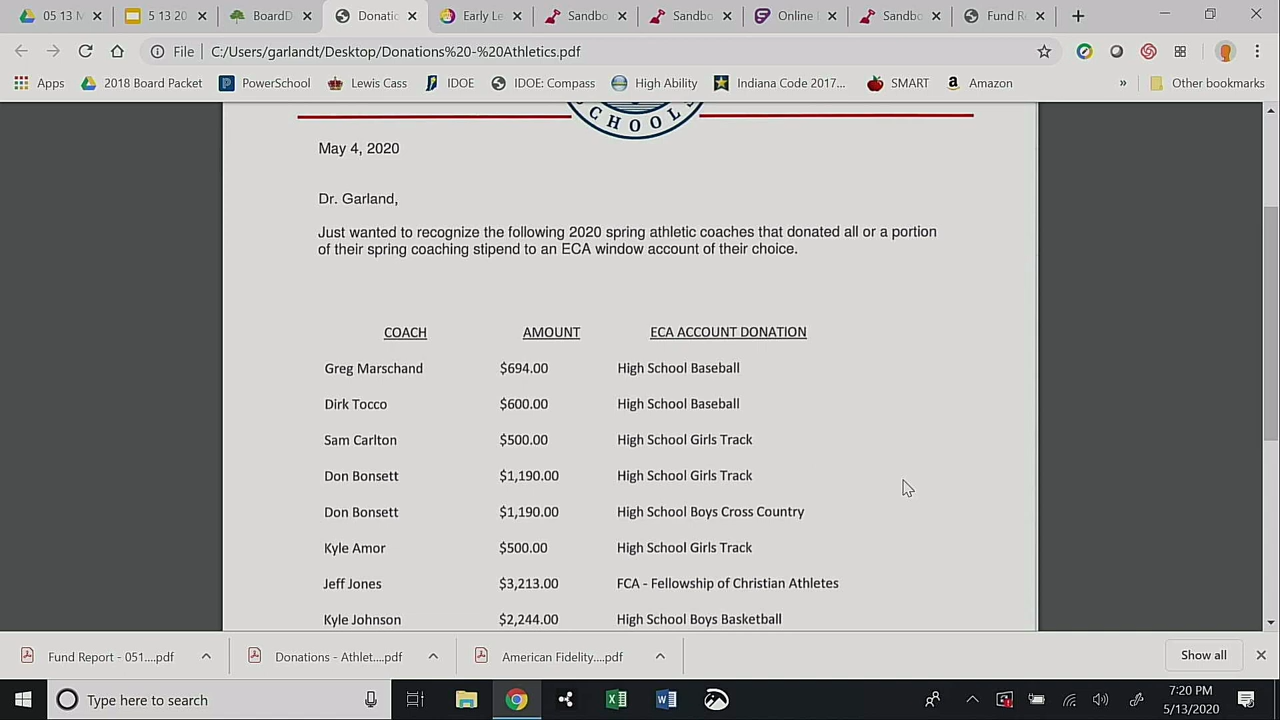 05 13 M
5 13 20
BoardD
Donatio
Early Le
Sandbo
Sandbo
Online
Sandbo
Fund R
File
C:/Users/garlandt/Desktop/Donations%20-%20Athletics.pdf
Apps
2018 Board Packet
PowerSchool
Lewis Cass
IDOE
IDOE: Compass
High Ability
Indiana Code 2017...
SMART
Amazon
»
Other bookmarks
SCHOOL
May 4, 2020
Dr. Garland,
Just wanted to recognize the following 2020 spring athletic coaches that donated all or a portion
of their spring coaching stipend to an ECA window account of their choice.
COACH AMOUNT ECA ACCOUNT DONATION
Greg Marschand $694.00 High School Baseball
Dirk Tocco $600.00 High School Baseball
Sam Carlton $500.00 High School Girls Track
Don Bonsett $1,190.00 High School Girls Track
Don Bonsett $1,190.00 High School Boys Cross Country
Kyle Amor $500.00 High School Girls Track
Jeff Jones $3,213.00 FCA - Fellowship of Christian Athletes
Kyle Johnson $2,244.00 High School Boys Basketball
Fund Report - 051....pdf
Donations - Athlet....pdf
American Fidelity....pdf
Show all
Type here to search
7:20 PM
5/13/2020